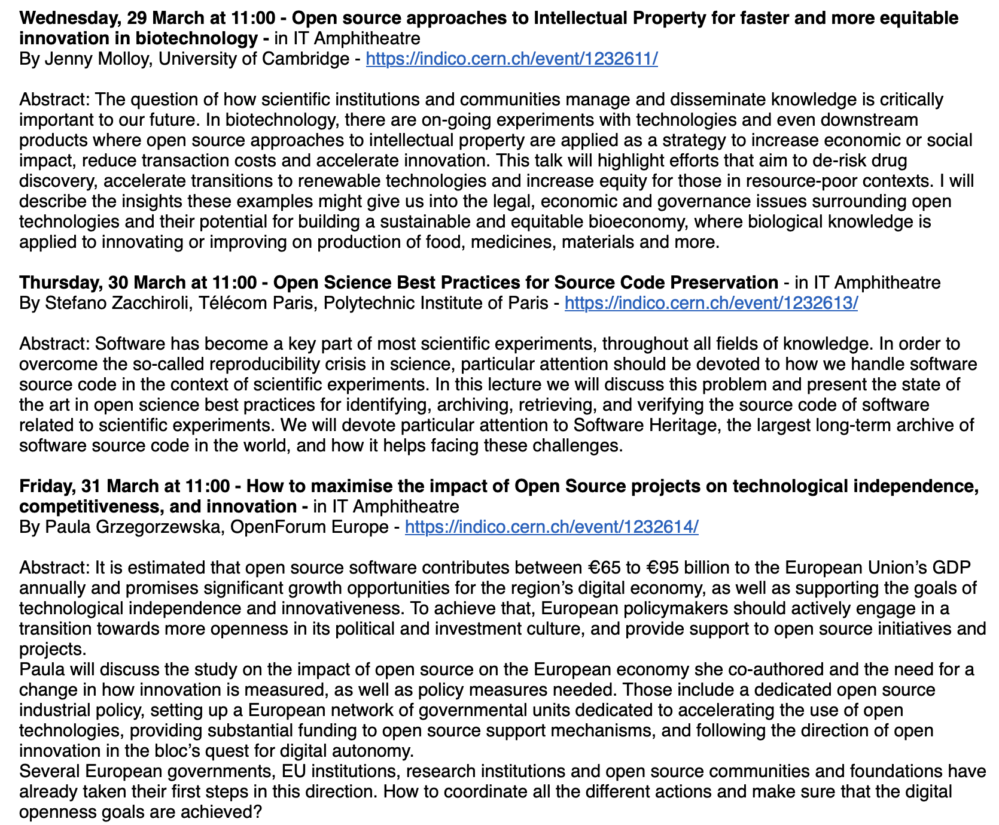 Wednesday, 29 March at 11:00 - Open source approaches to Intellectual Property for faster and more equitable
innovation in biotechnology - in IT Amphitheatre
By Jenny Molloy, University of Cambridge - https://indico.cern.ch/event/1232611/
Abstract: The question of how scientific institutions and communities manage and disseminate knowledge is critically
important to our future. In biotechnology, there are on-going experiments with technologies and even downstream
products where open source approaches to intellectual property are applied as a strategy to increase economic or social
impact, reduce transaction costs and accelerate innovation. This talk will highlight efforts that aim to de-risk drug
discovery, accelerate transitions to renewable technologies and increase equity for those in resource-poor contexts. I will
describe the insights these examples might give us into the legal, economic and governance issues surrounding open
technologies and their potential for building a sustainable and equitable bioeconomy, where biological knowledge is
applied to innovating or improving on production of food, medicines, materials and more.
Thursday, 30 March at 11:00 - Open Science Best Practices for Source Code Preservation - in IT Amphitheatre
By Stefano Zacchiroli, Télécom Paris, Polytechnic Institute of Paris - https://indico.cern.ch/event/1232613/
Abstract: Software has become a key part of most scientific experiments, throughout all fields of knowledge. In order to
overcome the so-called reproducibility crisis in science, particular attention should be devoted to how we handle software
source code in the context of scientific experiments. In this lecture we will discuss this problem and present the state of
the art in open science best practices for identifying, archiving, retrieving, and verifying the source code of software
related to scientific experiments. We will devote particular attention to Software Heritage, the largest long-term archive of
software source code in the world, and how it helps facing these challenges.
Friday, 31 March at 11:00 - How to maximise the impact of Open Source projects on technological independence,
competitiveness, and innovation - in IT Amphitheatre
By Paula Grzegorzewska, OpenForum Europe - https://indico.cern.ch/event/1232614/
Abstract: It is estimated that open source software contributes between €65 to €95 billion to the European Union’s GDP
annually and promises significant growth opportunities for the region’s digital economy, as well as supporting the goals of
technological independence and innovativeness. To achieve that, European policymakers should actively engage in a
transition towards more openness in its political and investment culture, and provide support to open source initiatives and
projects.
Paula will discuss the study on the impact of open source on the European economy she co-authored and the need for a
change in how innovation is measured, as well as policy measures needed. Those include a dedicated open source
industrial policy, setting up a European network of governmental units dedicated to accelerating the use of open
technologies, providing substantial funding to open source support mechanisms, and following the direction of open
innovation in the bloc’s quest for digital autonomy.
Several European governments, EU institutions, research institutions and open source communities and foundations have
already taken their first steps in this direction. How to coordinate all the different actions and make sure that the digital
openness goals are achieved?